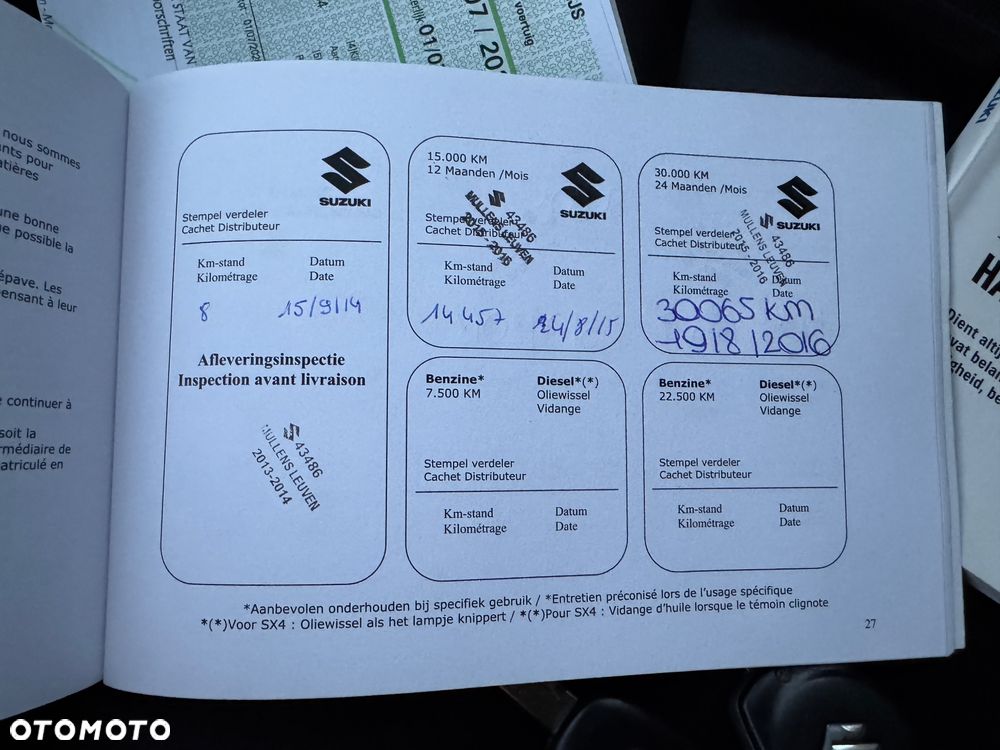 nous sommes
une bonne
ue possible la
épave. Les
pensant à leur
continuer à
soit la
SUZUKI
Stempel verdeler
Cachet Distributeur
Km-stand Datum
Kilométrage Date
8 15/9/14
Afleveringsinspectie
Inspection avant livraison
43486
MULLENS LEUVEN
2013-2014
15.000 KM
12 Maanden /Mois
SUZUKI
Stempel verdeler
Cachet Distributeur
43486
MULLENS LEUVEN
Km-stand Datum
Kilométrage Date
14457 24/8/15
30.000 KM
24 Maanden /Mois
SUZUKI
Stempel verdeler
Cachet Distributeur
43486
MULLENS LEUVEN
2015 - 2016
Km-stand Datum
Kilométrage Date
30065 KM
19/8/2016
Benzine* Diesel*(*)
7.500 KM Oliewissel
Vidange
Stempel verdeler
Cachet Distributeur
Km-stand Datum
Kilométrage Date
Benzine* Diesel*(*)
22.500 KM Oliewissel
Vidange
Stempel verdeler
Cachet Distributeur
Km-stand Datum
Kilométrage Date
*Aanbevolen onderhouden bij specifiek gebruik / *Entretien préconisé lors de l'usage spécifique
*(*)Voor SX4 : Oliewissel als het lampje knippert / *(*)Pour SX4 : Vidange d'huile lorsque le témoin clignote
27
voertuig
STAAT VAN
OTOMOTO